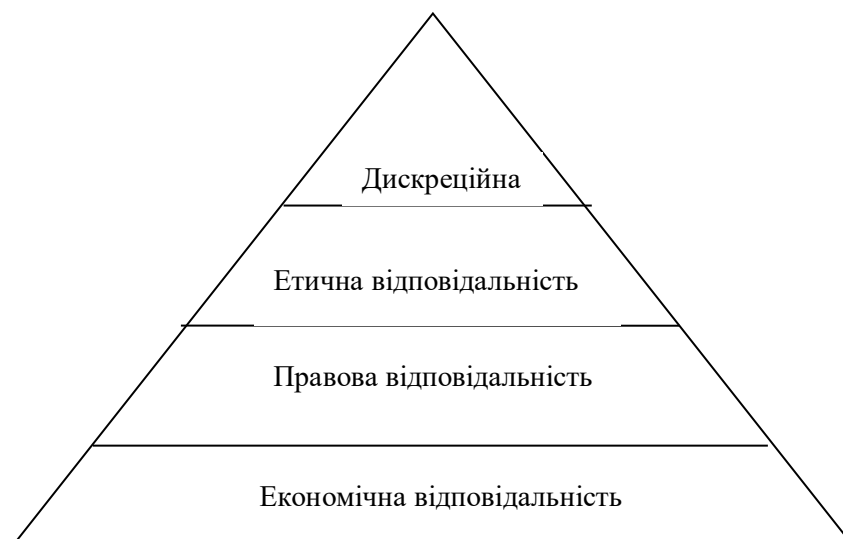 Дискреційна
Етична відповідальність
Правова відповідальність
Економічна відповідальність